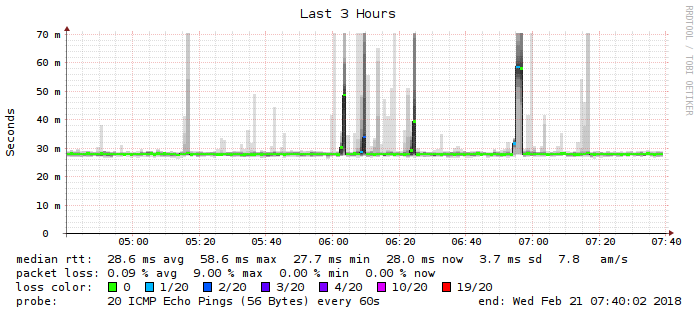 Last 3 Hours
RRDTOOL / TOBI OETIKER
Seconds
70 m
60 m
50 m
40 m
30 m
20 m
10 m
0
05:00 05:20 05:40 06:00 06:20 06:40 07:00 07:20 07:40
median rtt: 28.6 ms avg 58.6 ms max 27.7 ms min 28.0 ms now 3.7 ms sd 7.8 am/s
packet loss: 0.09 % avg 9.00 % max 0.00 % min 0.00 % now
loss color: 0 1/20 2/20 3/20 4/20 10/20 19/20
probe: 20 ICMP Echo Pings (56 Bytes) every 60s end: Wed Feb 21 07:40:02 2018